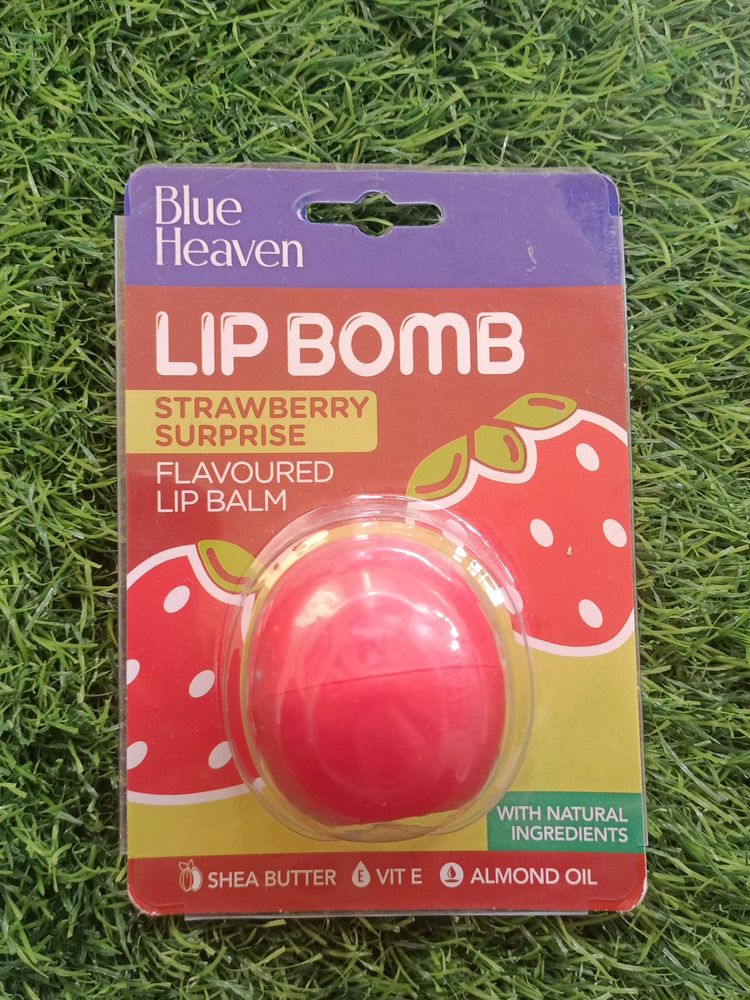 Blue
Heaven
LIP BOMB
STRAWBERRY
SURPRISE
FLAVOURED
LIP BALM
WITH NATURAL
INGREDIENTS
SHEA BUTTER E VIT E ALMOND OIL